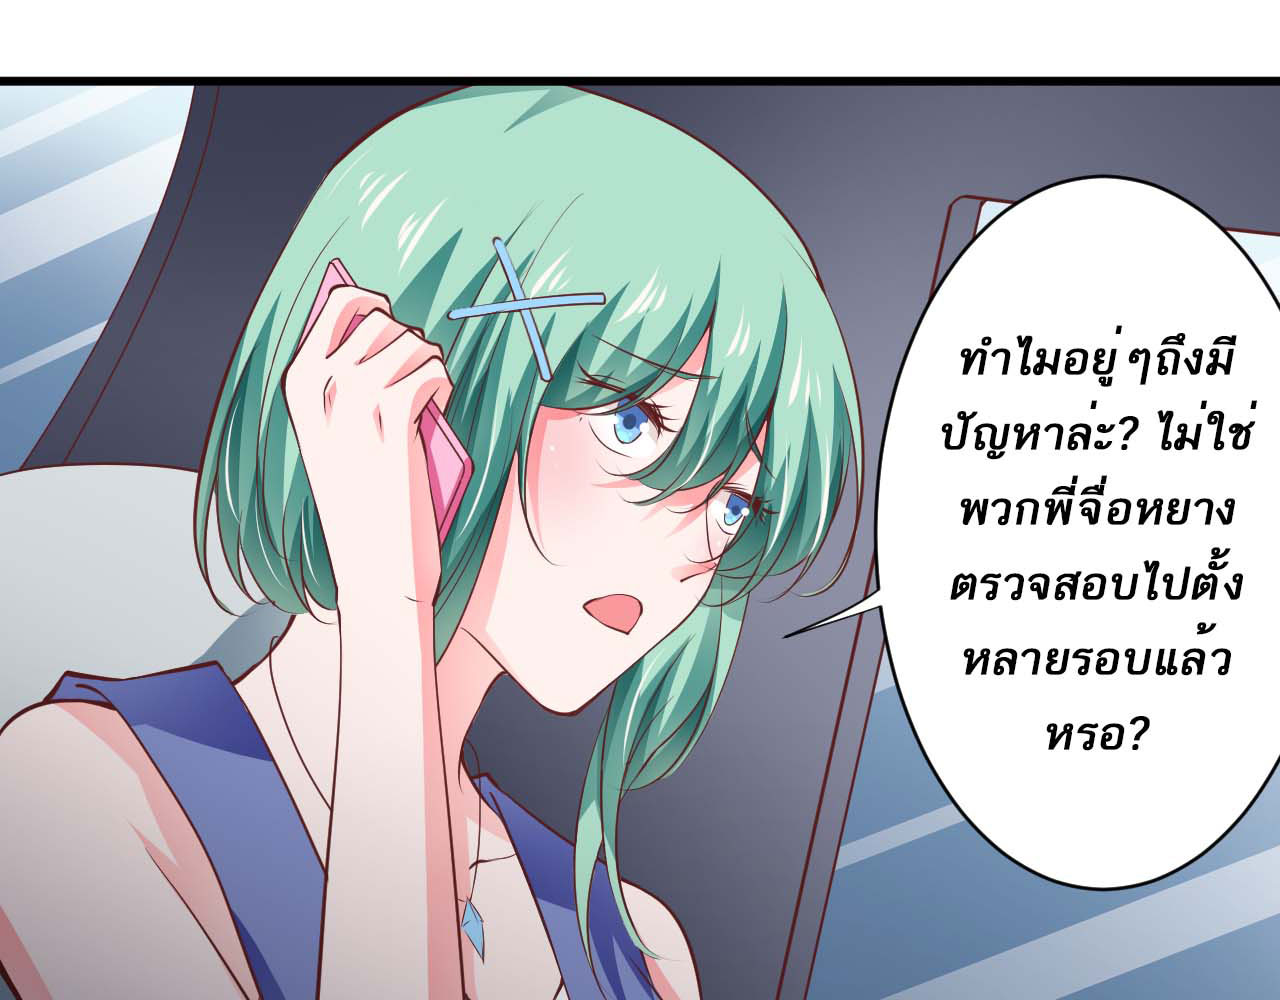 ทำไมอยู่ ๆถึงมี
ปัญหาล่ะ? ไม่ใช่
พวกพี่จื่อหยาง
ตรวจสอบไปตั้ง
หลายรอบแล้ว
หรอ?